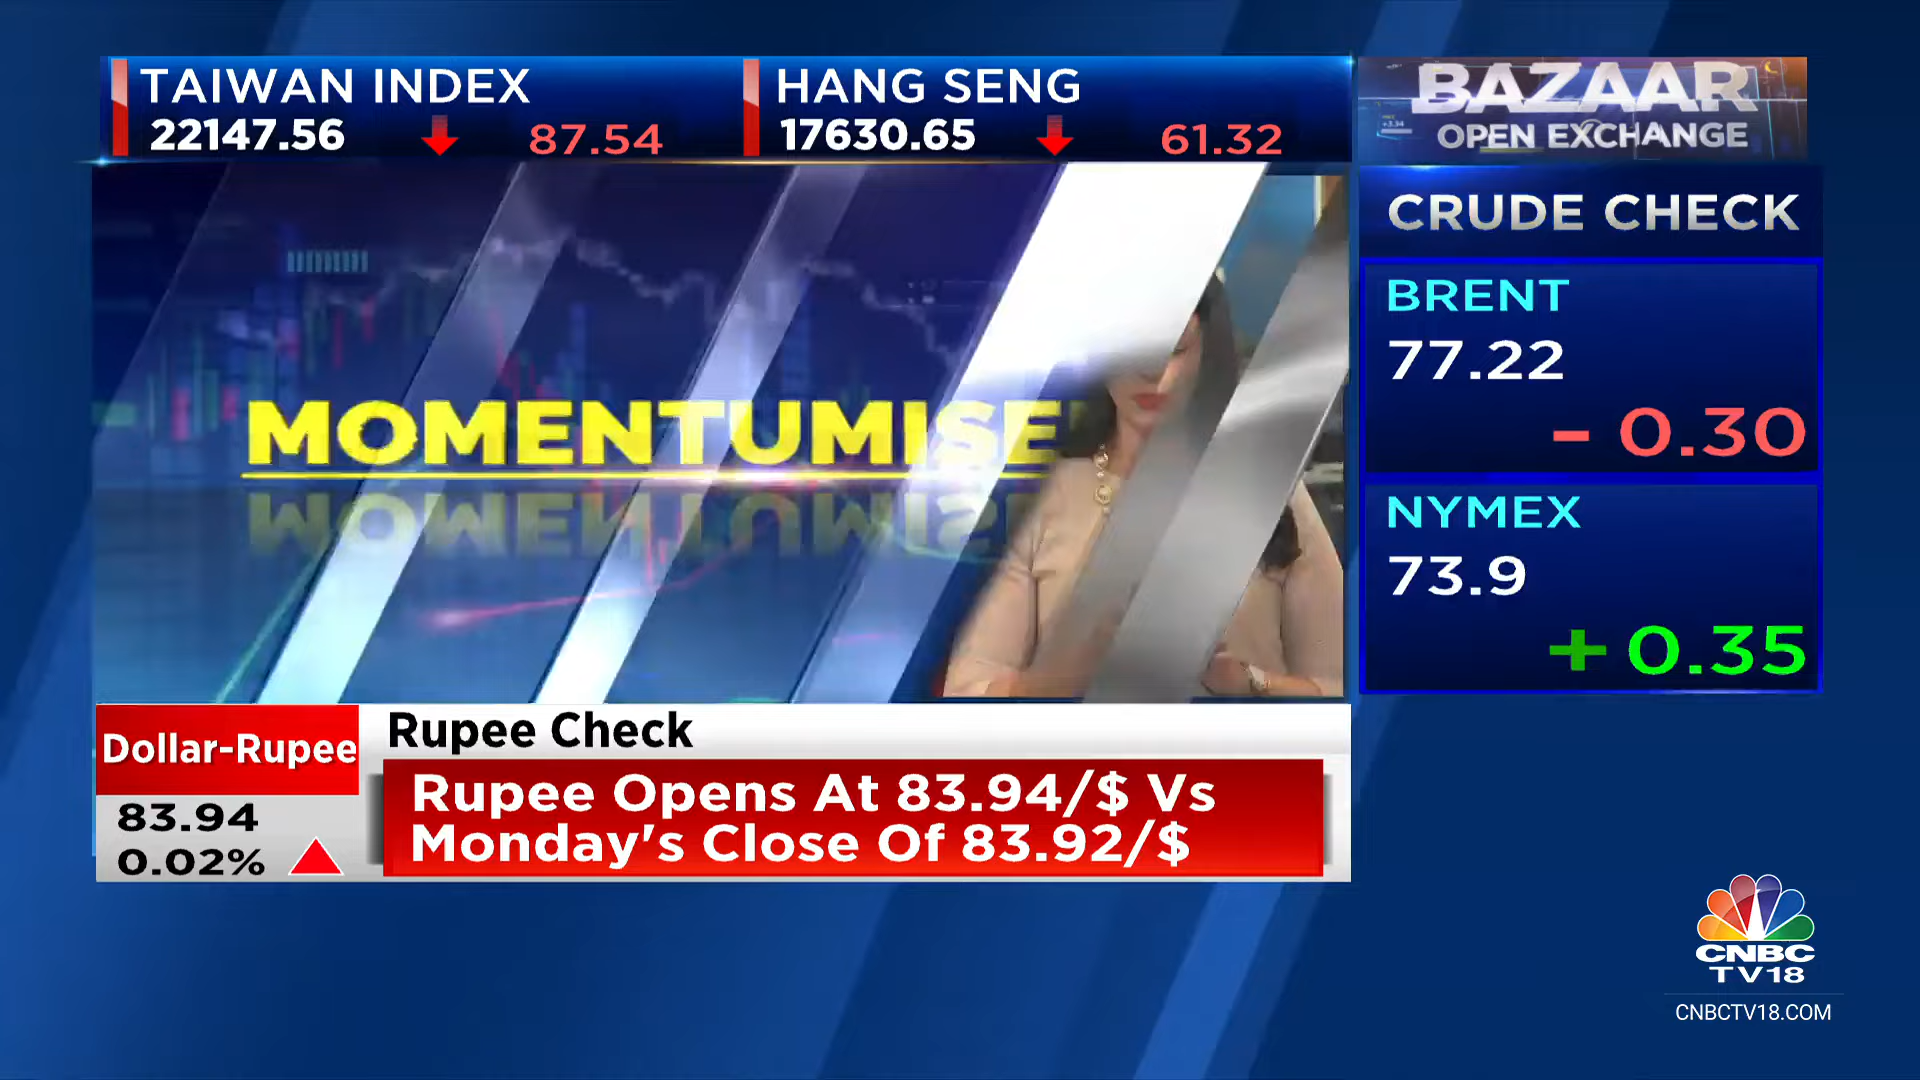 TAIWAN INDEX
22147.56 87.54
HANG SENG
17630.65 61.32
BAZAAR
OPEN EXCHANGE
CRUDE CHECK
BRENT
77.22
- 0.30
NYMEX
73.9
+ 0.35
MOMENTUMISE
Dollar-Rupee
83.94
0.02%
Rupee Check
Rupee Opens At 83.94/$ Vs
Monday's Close Of 83.92/$
CNBC
TV18
CNBCTV18.COM